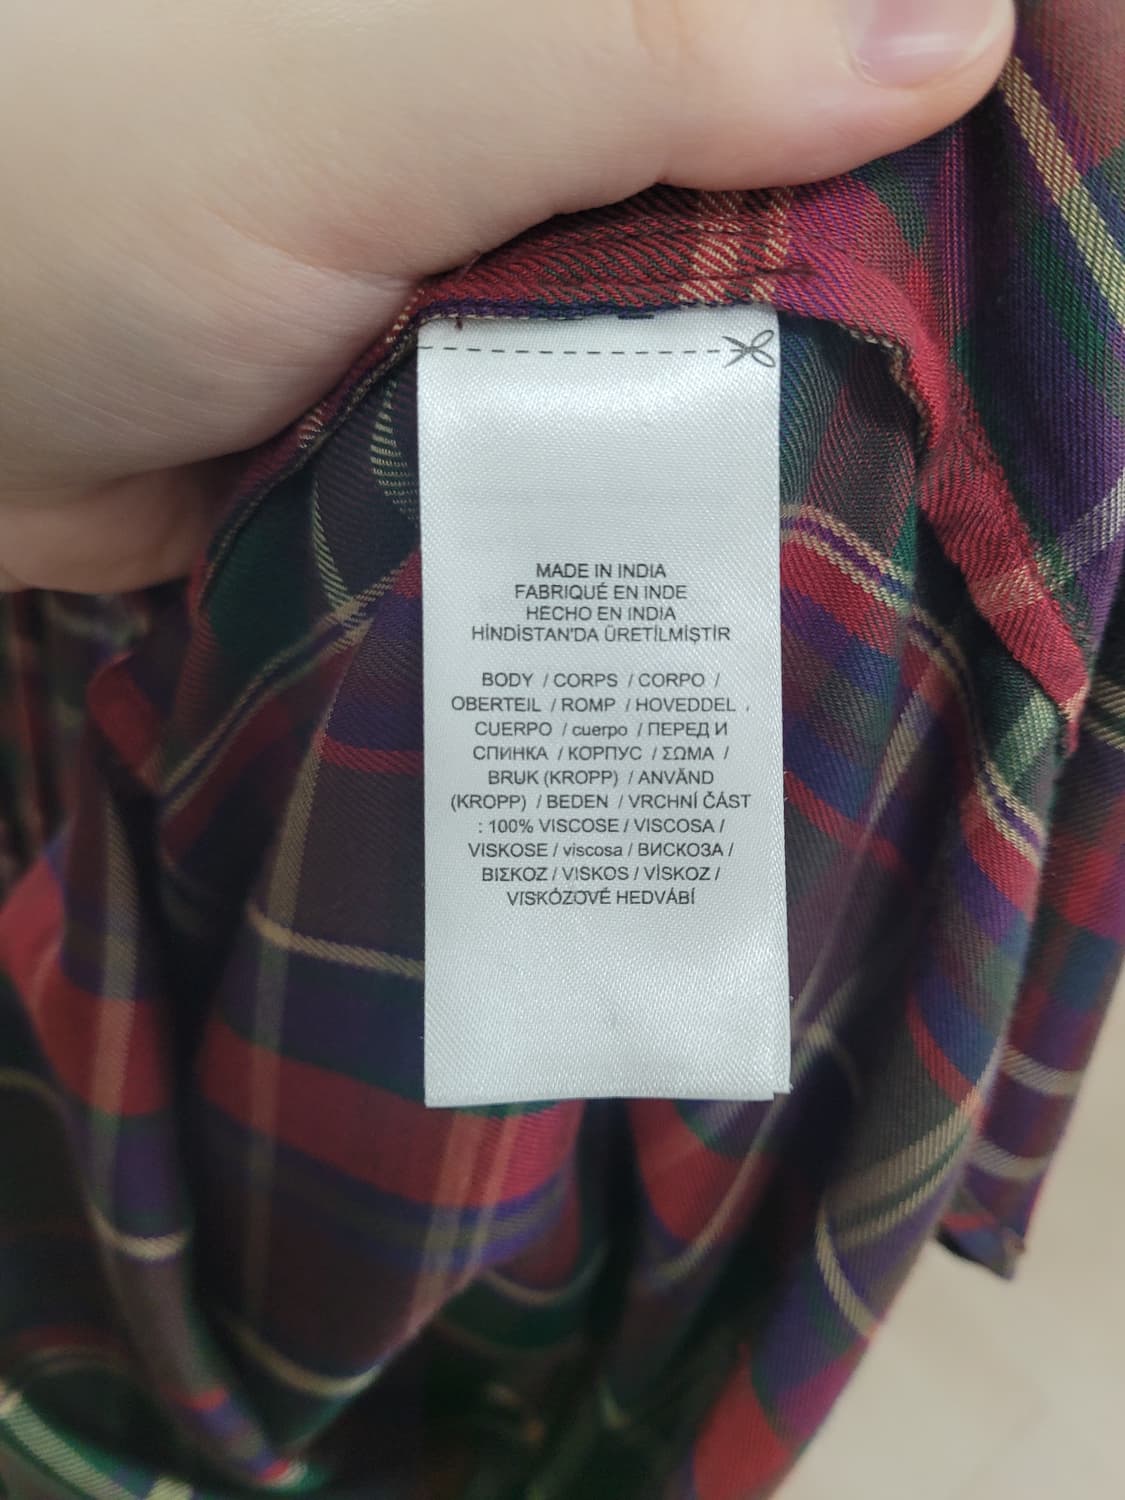 MADE IN INDIA
FABRIQUÉ EN INDE
HECHO EN INDIA
HİNDİSTAN'DA ÜRETİLMİŞTİR
BODY / CORPS / CORPO /
OBERTEIL / ROMP / HOVEDDEL .
CUERPO / cuerpo / ПЕРЕД И
СПИНКА / КОРПУС / ΣΩΜΑ /
BRUK (KROPP) / ANVÄND
(KROPP) / BEDEN / VRCHNÍ ČÁST
: 100% VISCOSE / VISCOSA /
VISKOSE / viscosa / ВИСКОЗА /
ΒΙΣΚΟΖ / VISKOS / VİSKOZ /
VISKÓZOVÉ HEDVÁBÍ